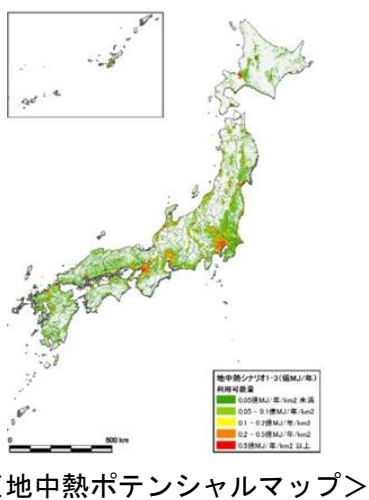 地中熱シナリオ1-3(億MJ/年)
利用可能量
0.05億MJ/年/km2 未満
0.05 - 0.1億MJ/年/km2
0.1 - 0.2億MJ/年/km2
0.2 - 0.5億MJ/年/km2
0.5億MJ/年/km2 以上
0 500 km
地中熱ポテンシャルマップ＞